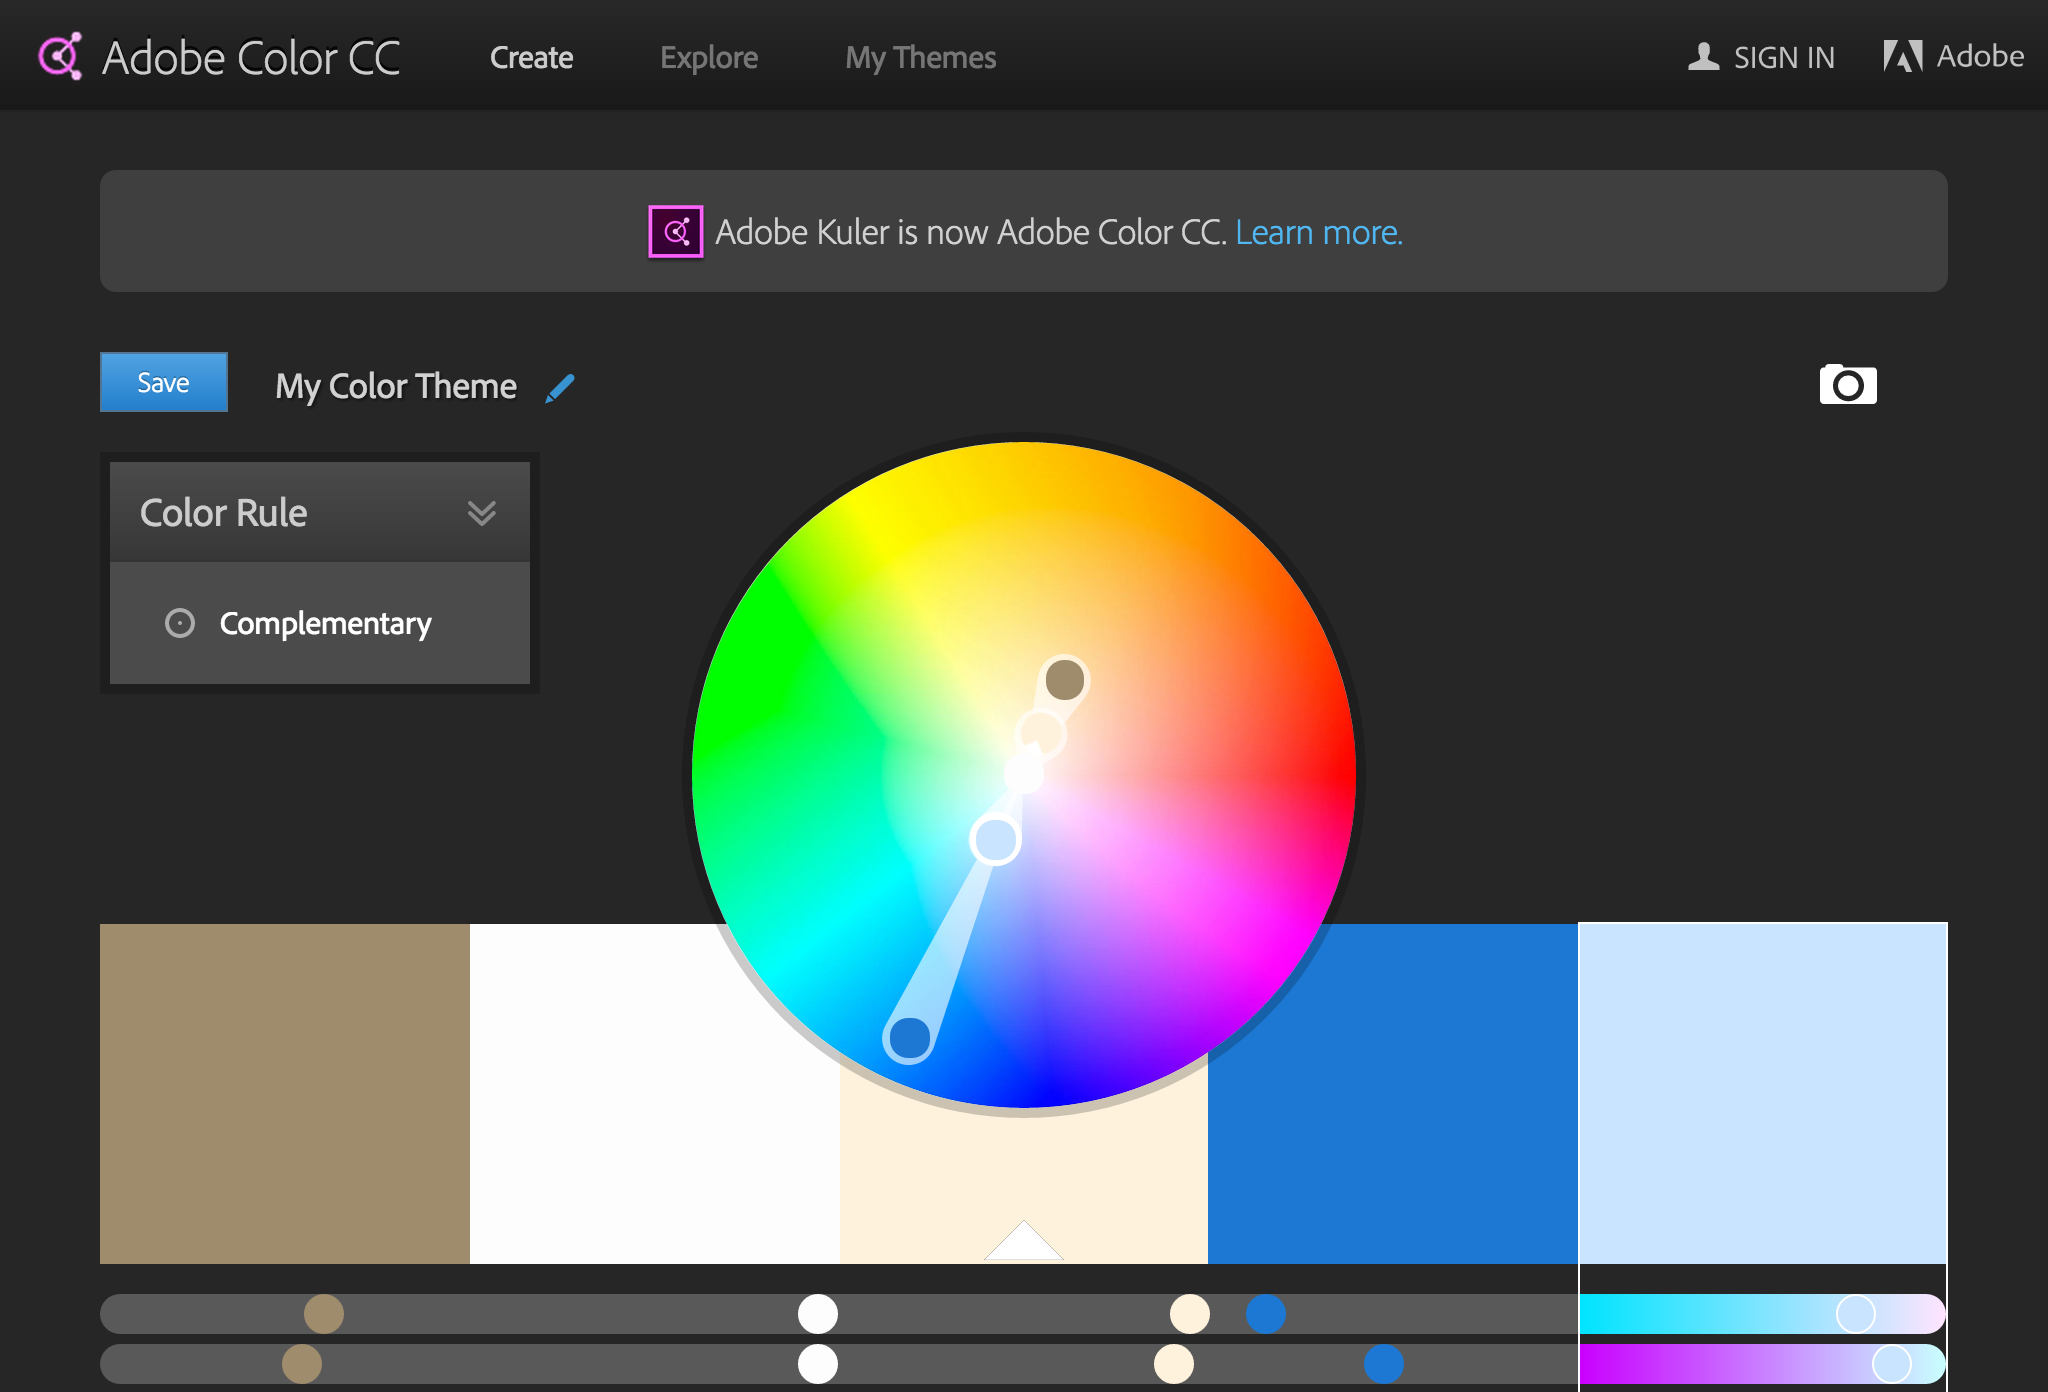 Adobe Color CC Create Explore My Themes SIGN IN Adobe
Adobe Kuler is now Adobe Color CC. Learn more.
Save My Color Theme
Color Rule
Complementary